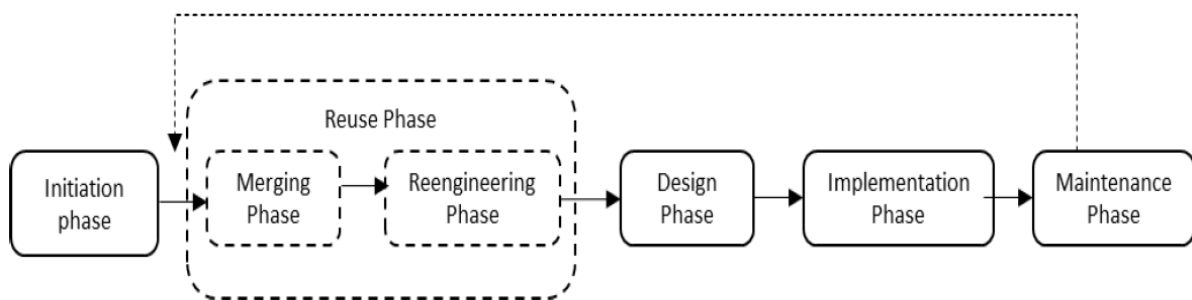 Reuse Phase
Initiation
phase
Merging
Phase
Reengineering
Phase
Design
Phase
Implementation
Phase
Maintenance
Phase